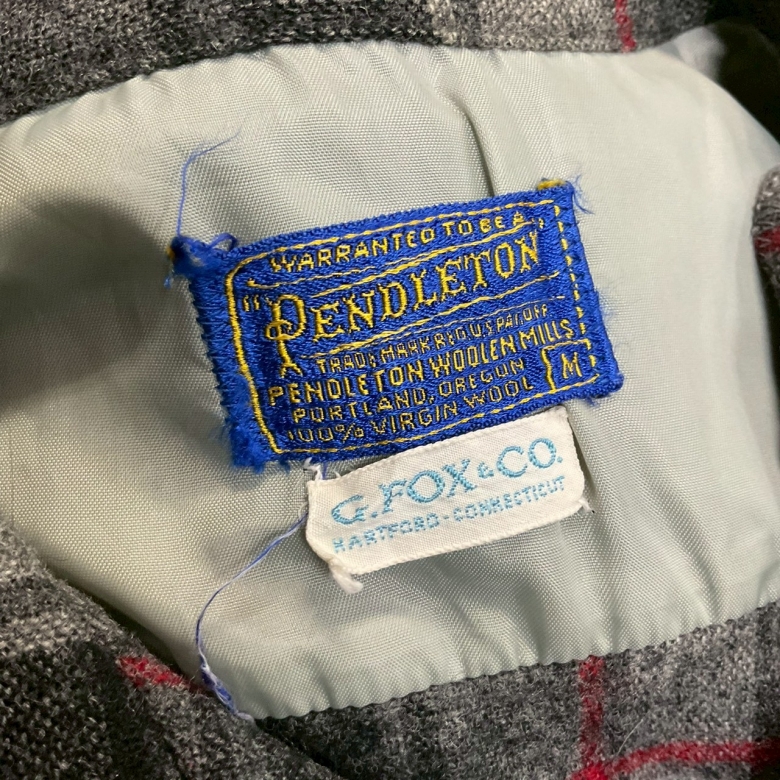 WARRANTED TO BE A
"PENDLETON
TRADE MARK REG US PAT OFF
PENDLETON WOOLEN MILLS
PORTLAND, OREGON
100% VIRGIN WOOL
M
G. FOX & CO.
HARTFORD-CONNECTICUT